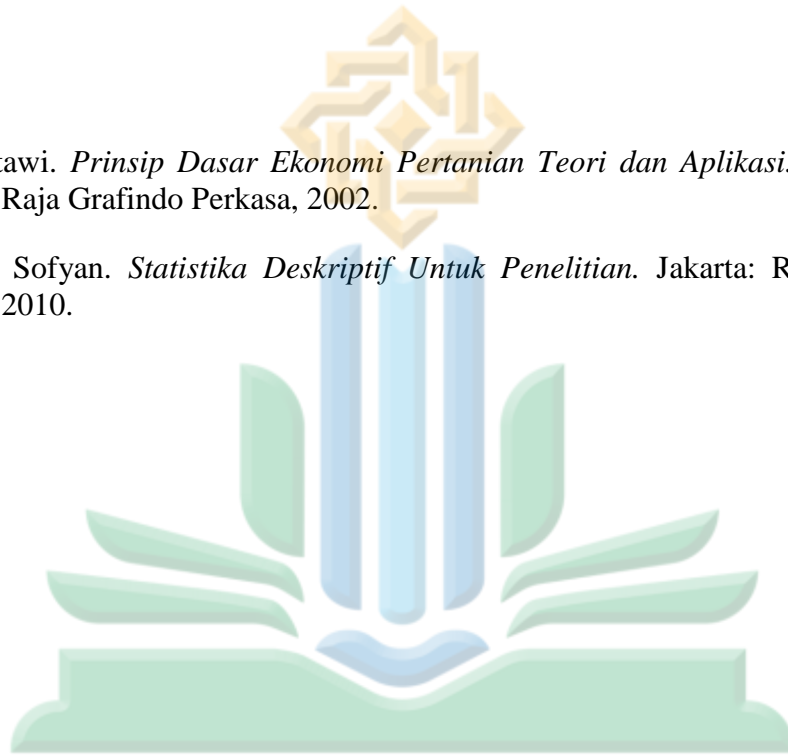 tawi. Prinsip Dasar Ekonomi Pertanian Teori dan Aplikasi.
Raja Grafindo Perkasa, 2002.
Sofyan. Statistika Deskriptif Untuk Penelitian. Jakarta: R
2010.